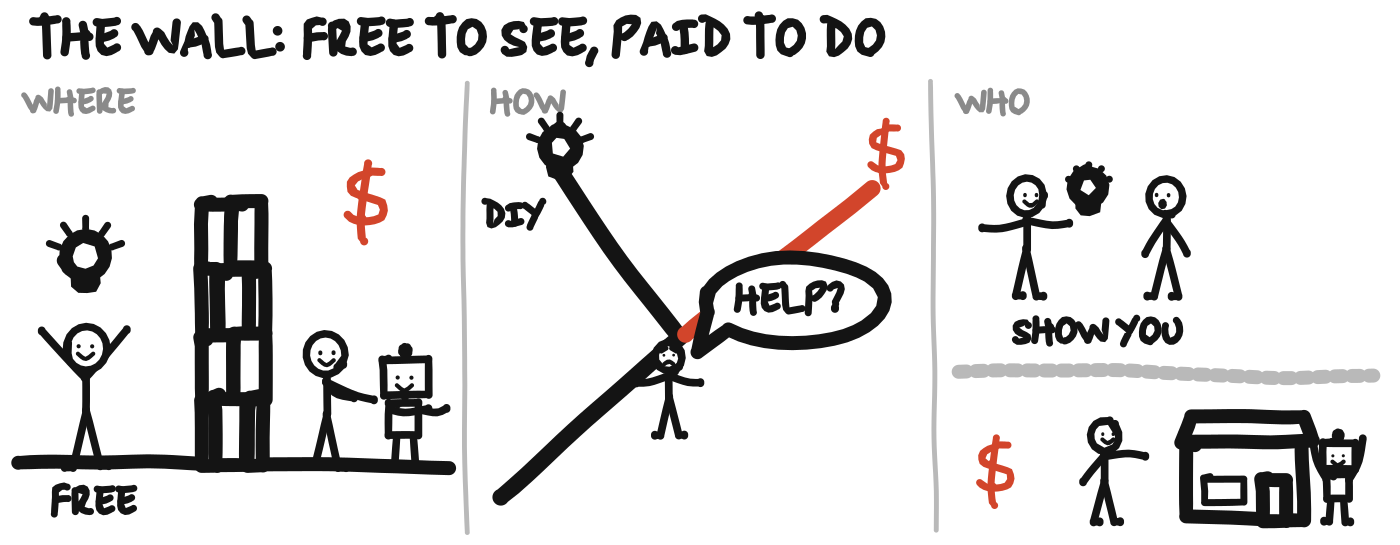 THE WALL: FREE TO SEE, PAID TO DO
WHERE
$
FREE
HOW
DIY
$
HELP?
WHO
SHOW YOU
$